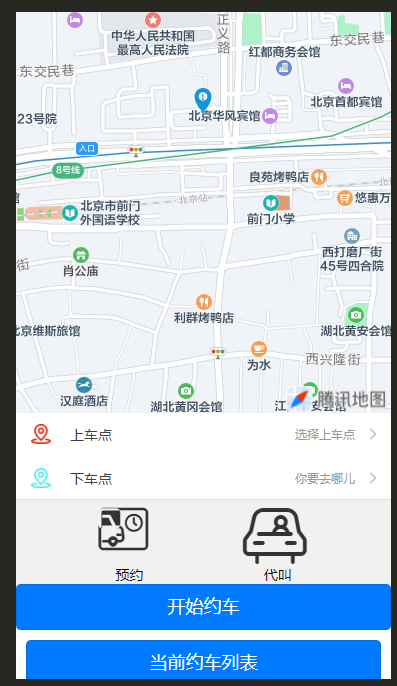 中华人民共和国
最高人民法院
正义路
红都商务会馆
东交民巷
东交民巷
北京首都宾馆
北京华风宾馆
23号院
入口
8号线
良苑烤鸭店
北京站
悠惠万
北京市前门
外国语学校
前门小学
西打磨厂街
45号四合院
街
肖公庙
利群烤鸭店
北京维斯旅馆
湖北黄安会馆
为水
西兴隆街
汉庭酒店
湖北黄冈会馆
腾讯地图
上车点
选择上车点
下车点
你要去哪儿
预约
代叫
开始约车
当前约车列表